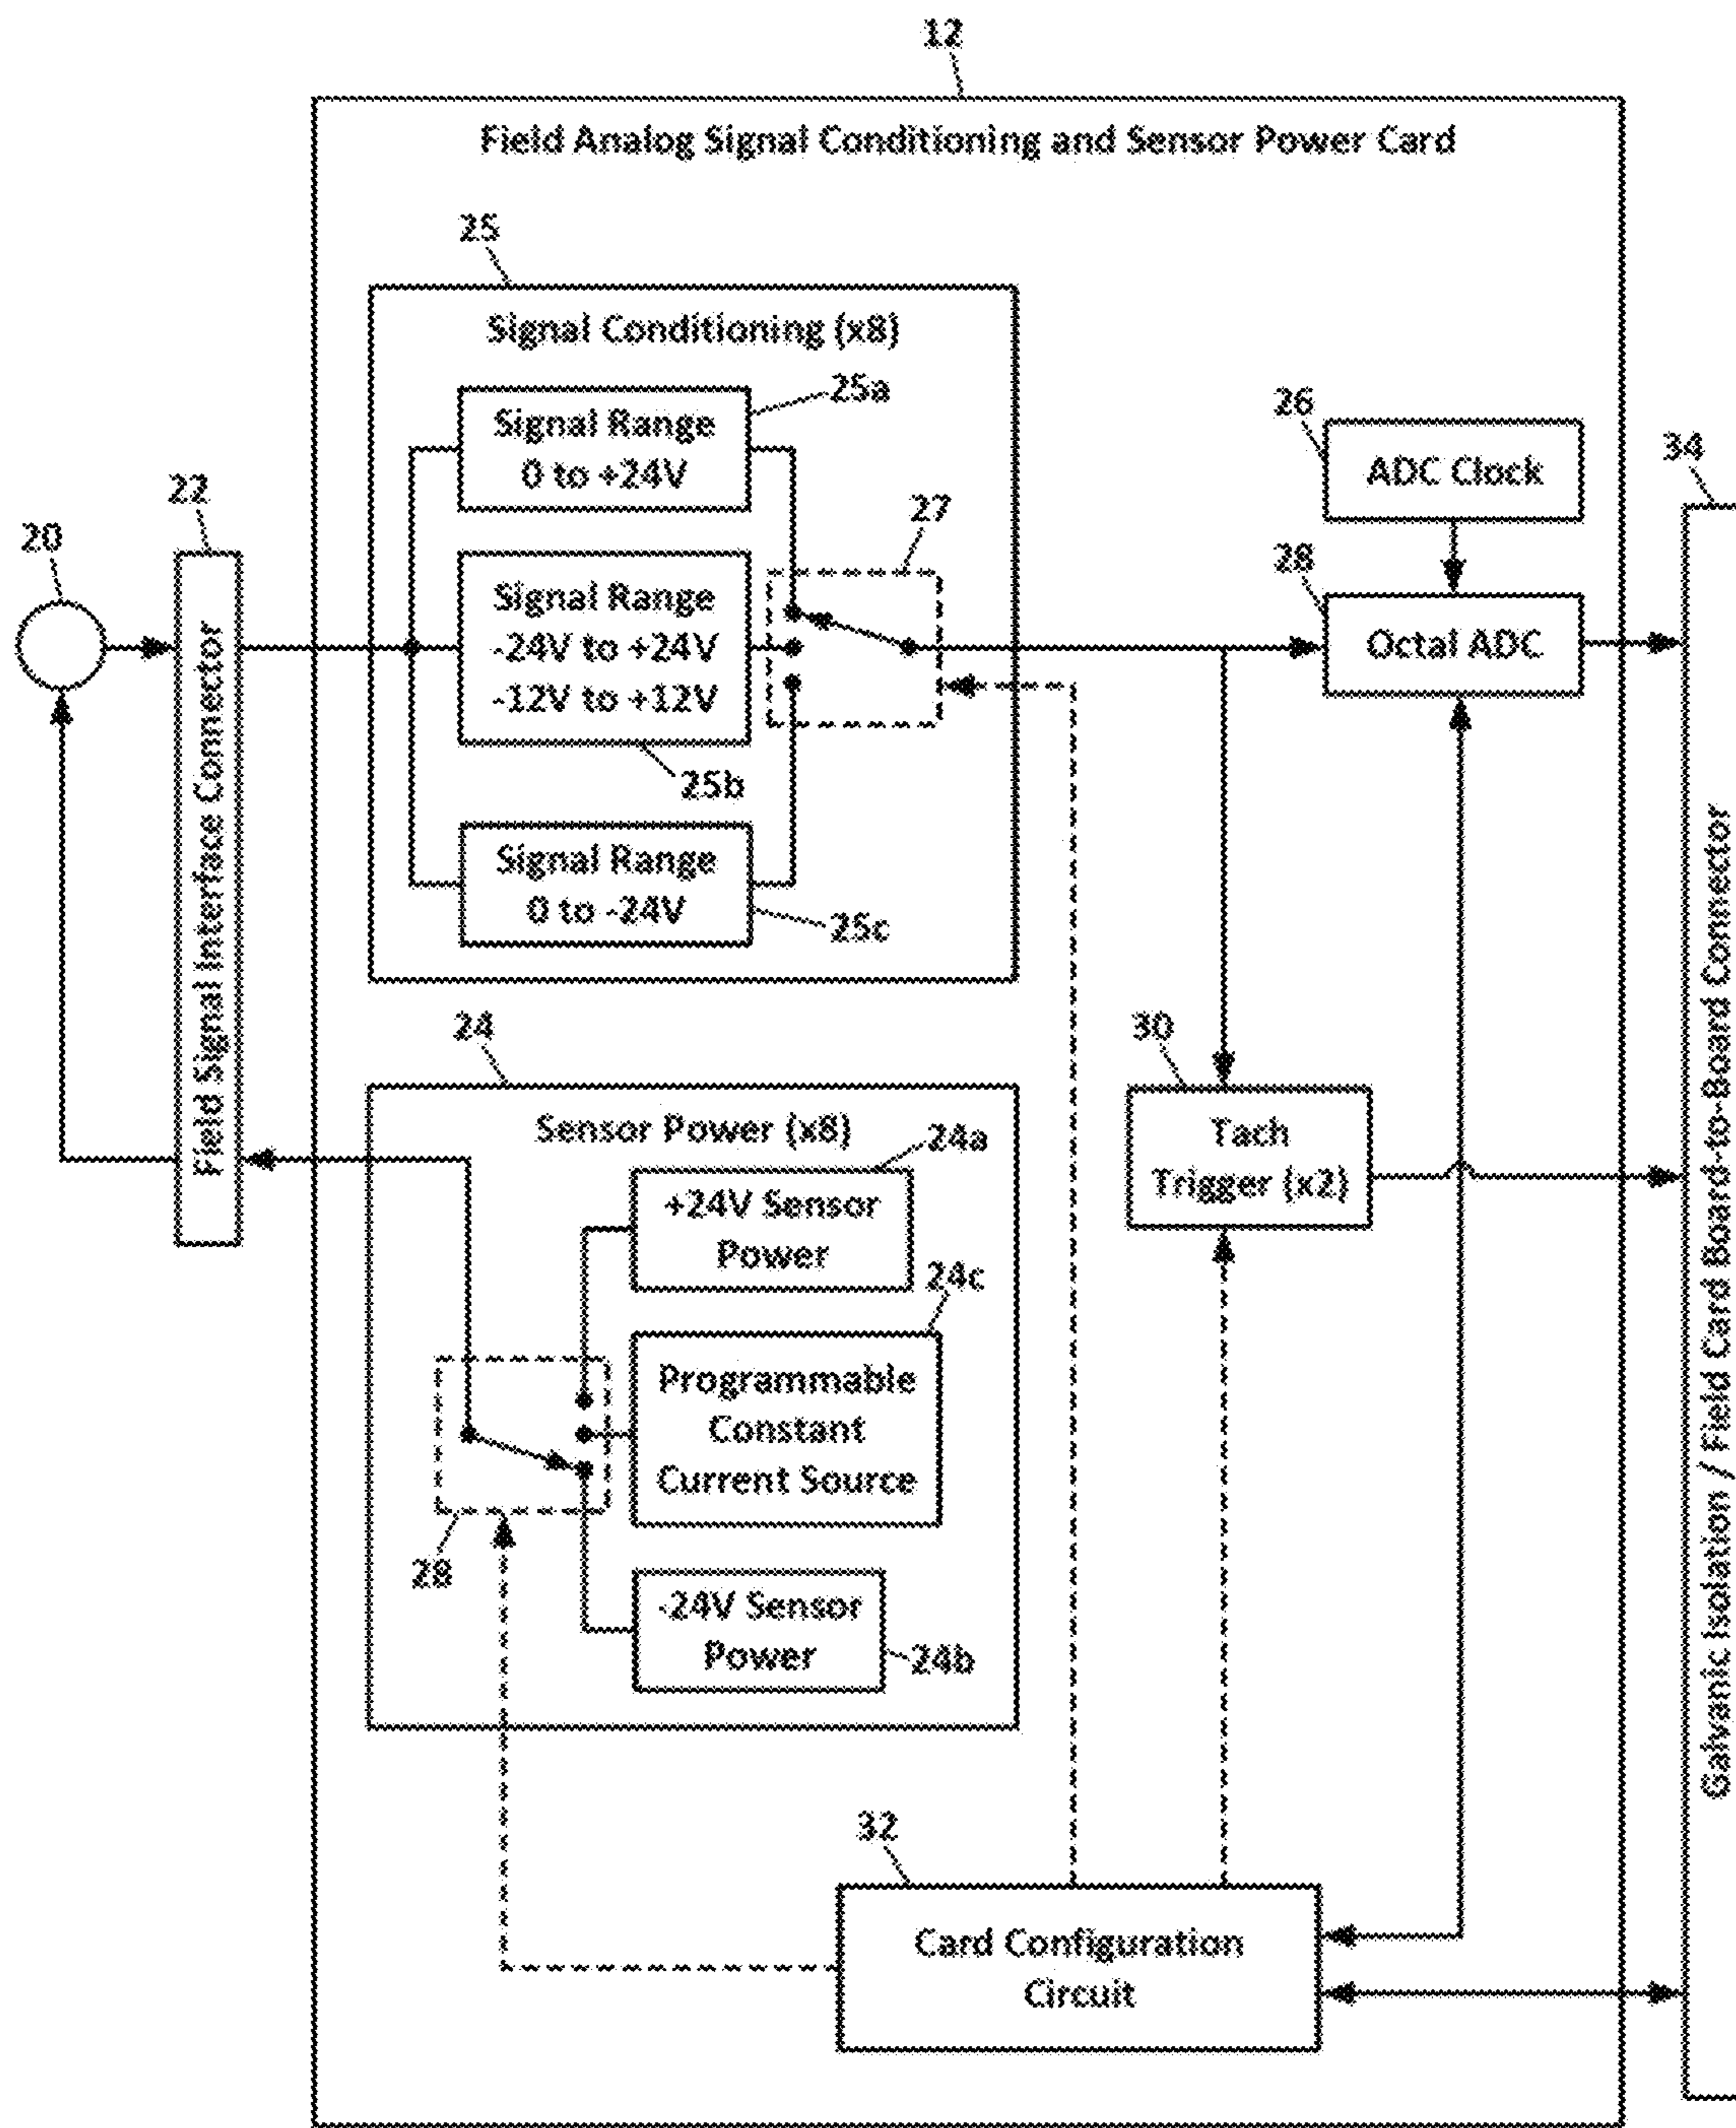 12
Field Analog Signal Conditioning and Sensor Power Card
25
Signal Conditioning (x8)
25a
Signal Range
0 to +24V
26
ADC Clock
34
22
27
20
28
Signal Range
-24V to +24V
-12V to +12V
Octal ADC
25b
Signal Range
0 to -24V
25c
Field Signal Interface Connector
Galvanic Isolation / Field Card Board-to-Board Connector
24
30
Sensor Power (x8)
24a
Tach
Trigger (x2)
+24V Sensor
Power
24c
Programmable
Constant
Current Source
28
-24V Sensor
Power
24b
32
Card Configuration
Circuit